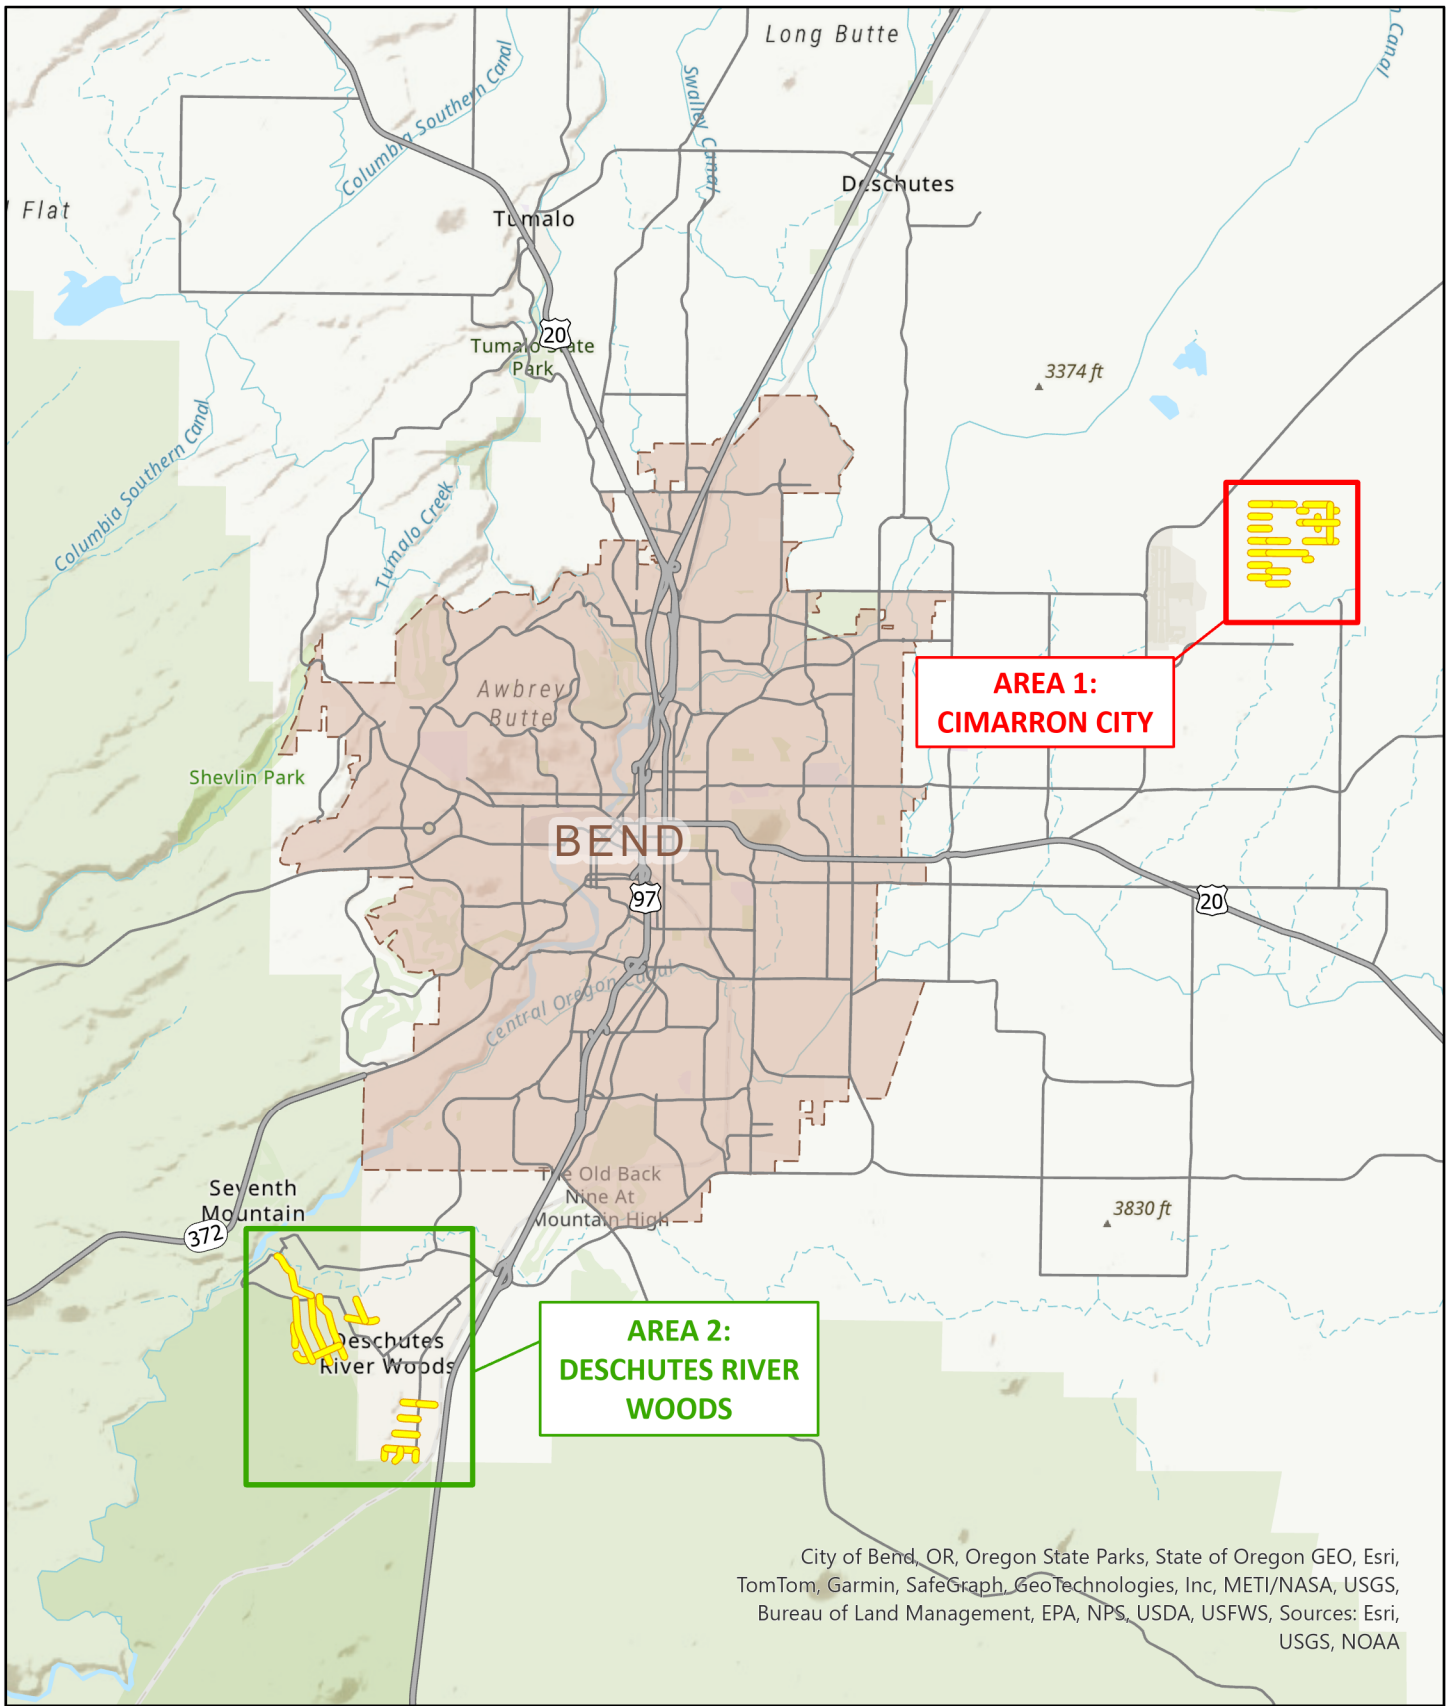 Long Butte
n Canal
Columbia Southern Canal
Swalley Canal
Deschutes
l Flat
Tumalo
20
Tumalo State
Park
3374 ft
Columbia Southern Canal
Tumalo Creek
AREA 1:
CIMARRON CITY
Awbrey
Butte
Shevlin Park
BEND
97
20
Central Oregon Canal
The Old Back
Nine At
Mountain High
Seventh
Mountain
372
3830 ft
Deschutes
River Woods
AREA 2:
DESCHUTES RIVER
WOODS
City of Bend, OR, Oregon State Parks, State of Oregon GEO, Esri,
TomTom, Garmin, SafeGraph, GeoTechnologies, Inc, METI/NASA, USGS,
Bureau of Land Management, EPA, NPS, USDA, USFWS, Sources: Esri,
USGS, NOAA